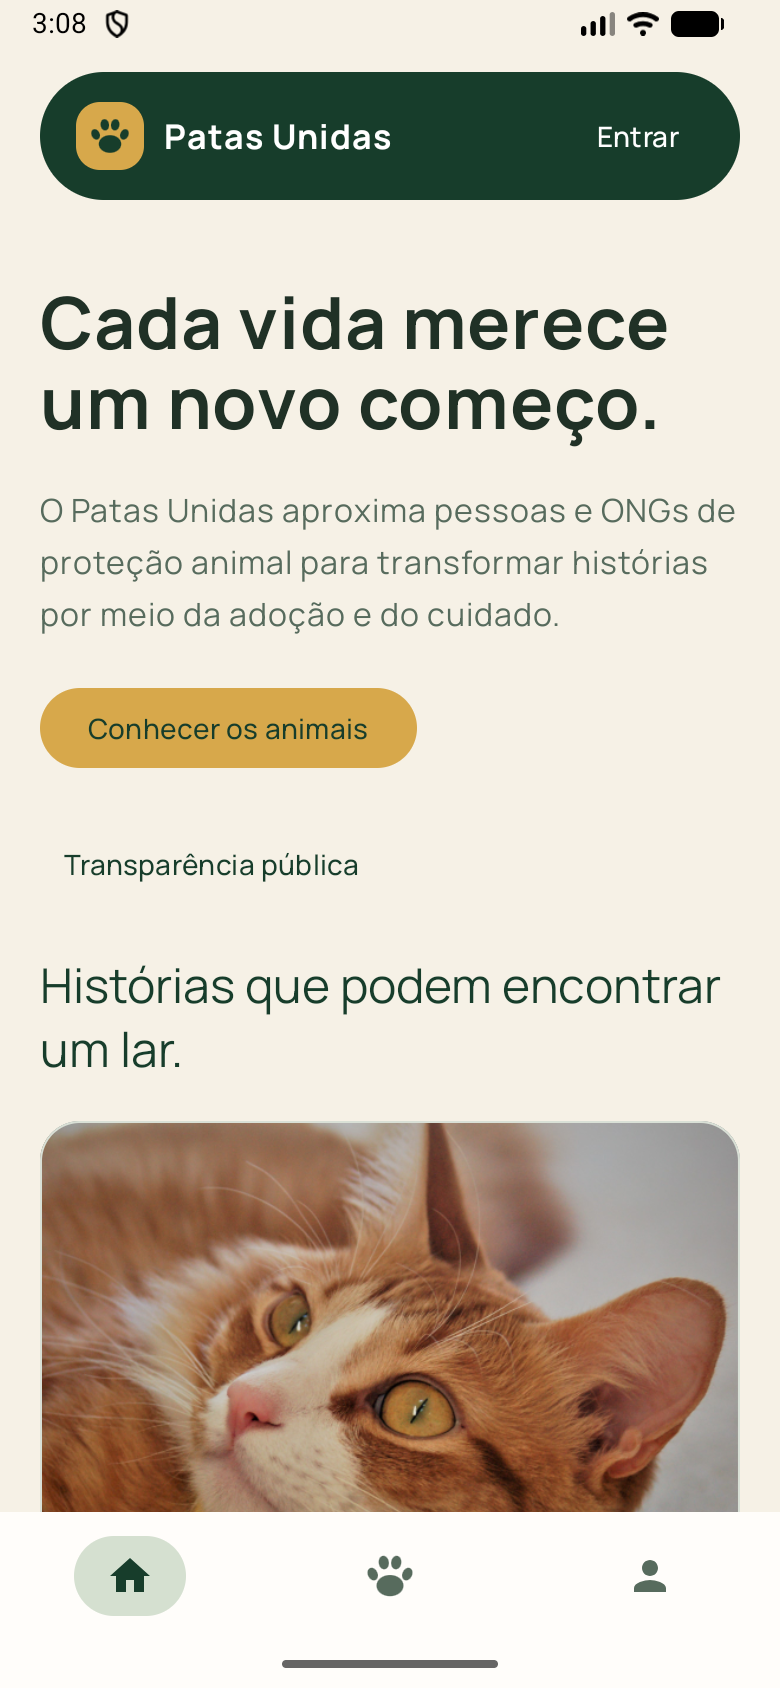 3:08
Patas Unidas
Entrar
Cada vida merece
um novo começo.
O Patas Unidas aproxima pessoas e ONGs de
proteção animal para transformar histórias
por meio da adoção e do cuidado.
Conhecer os animais
Transparência pública
Histórias que podem encontrar
um lar.